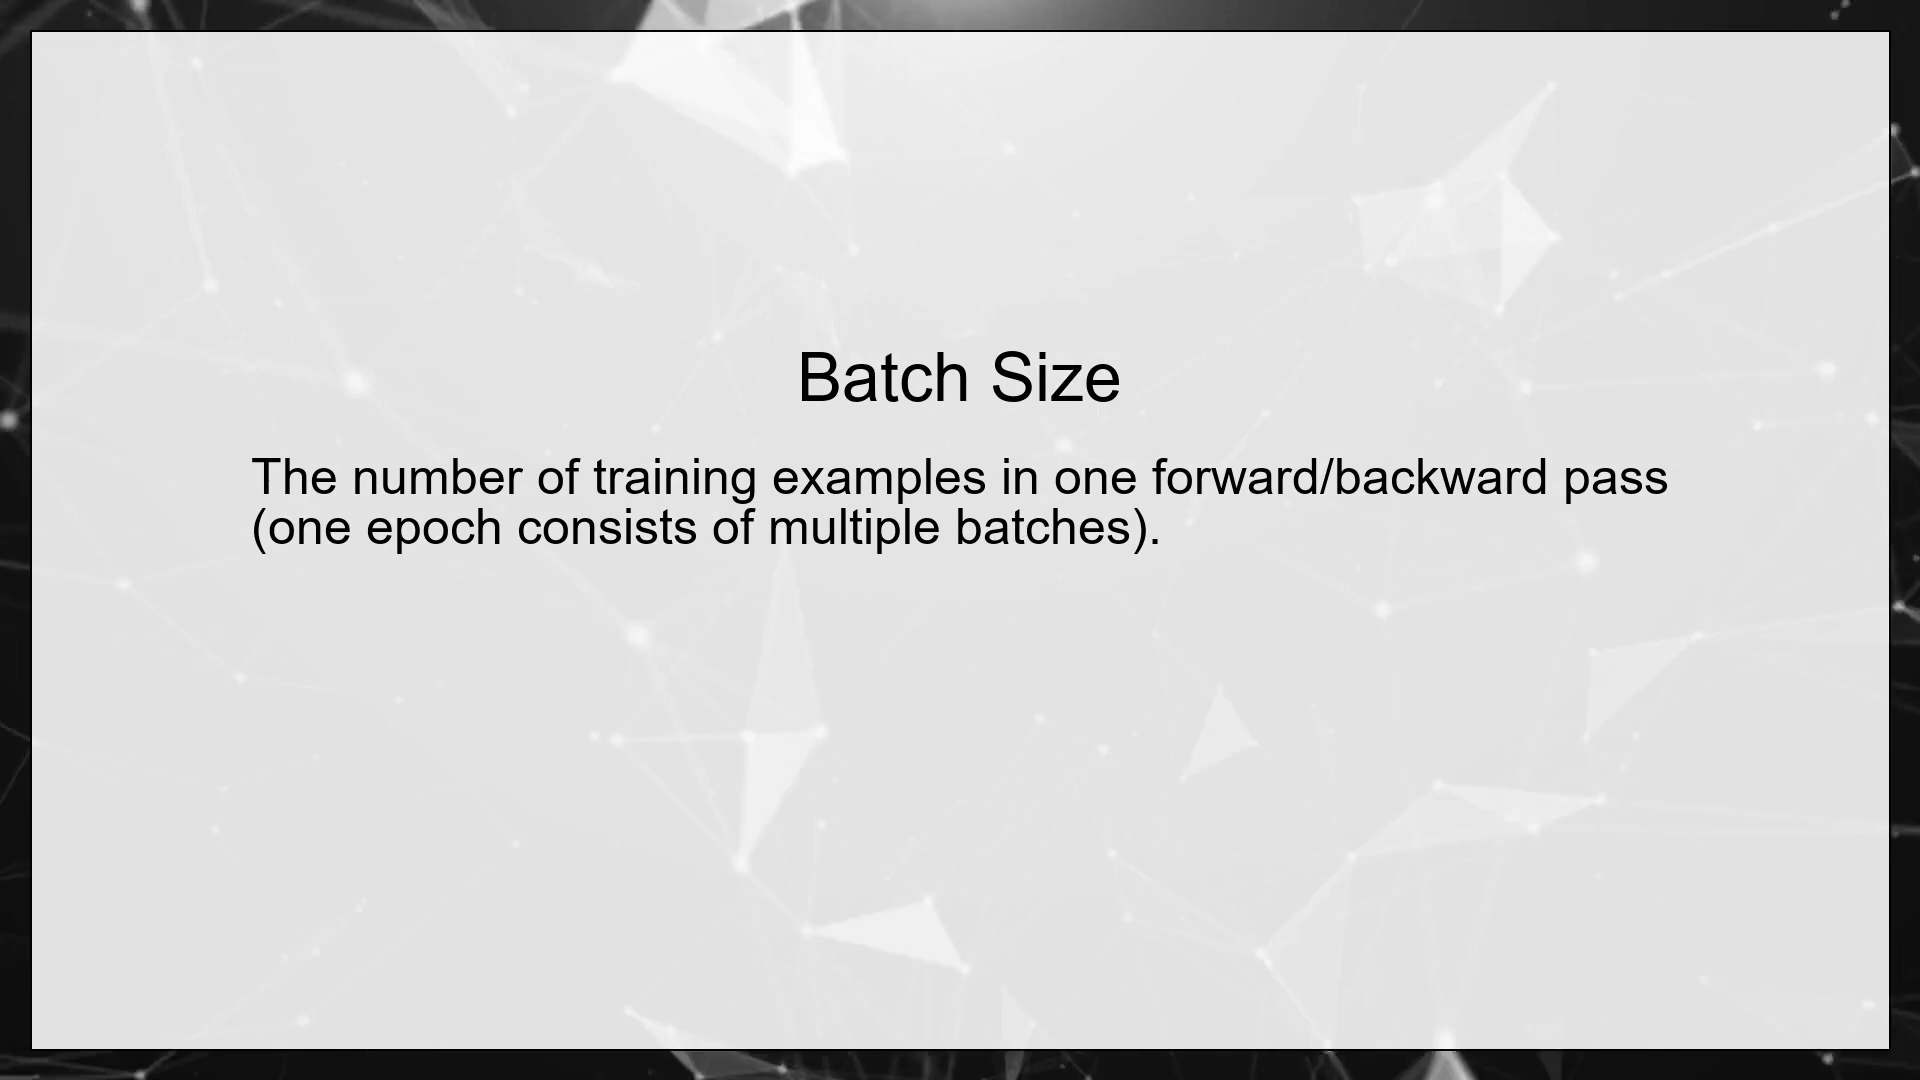 Batch Size
The number of training examples in one forward/backward pass
(one epoch consists of multiple batches).